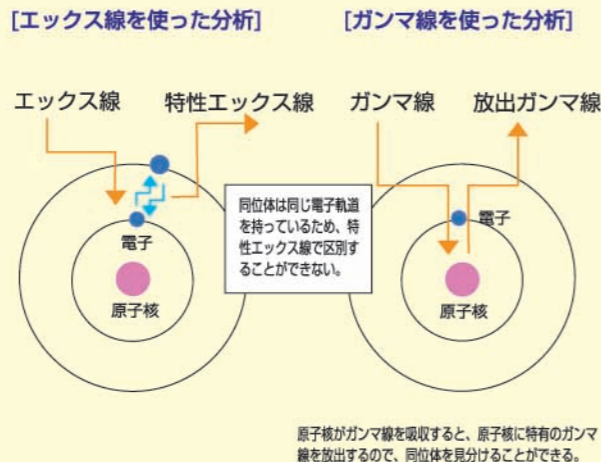 [エックス線を使った分析]
[ガンマ線を使った分析]
エックス線
特性エックス線
ガンマ線
放出ガンマ線
電子
原子核
同位体は同じ電子軌道
を持っているため、特
性エックス線で区別す
ることができない。
電子
原子核
原子核がガンマ線を吸収すると、原子核に特有のガンマ
線を放出するので、同位体を見分けることができる。